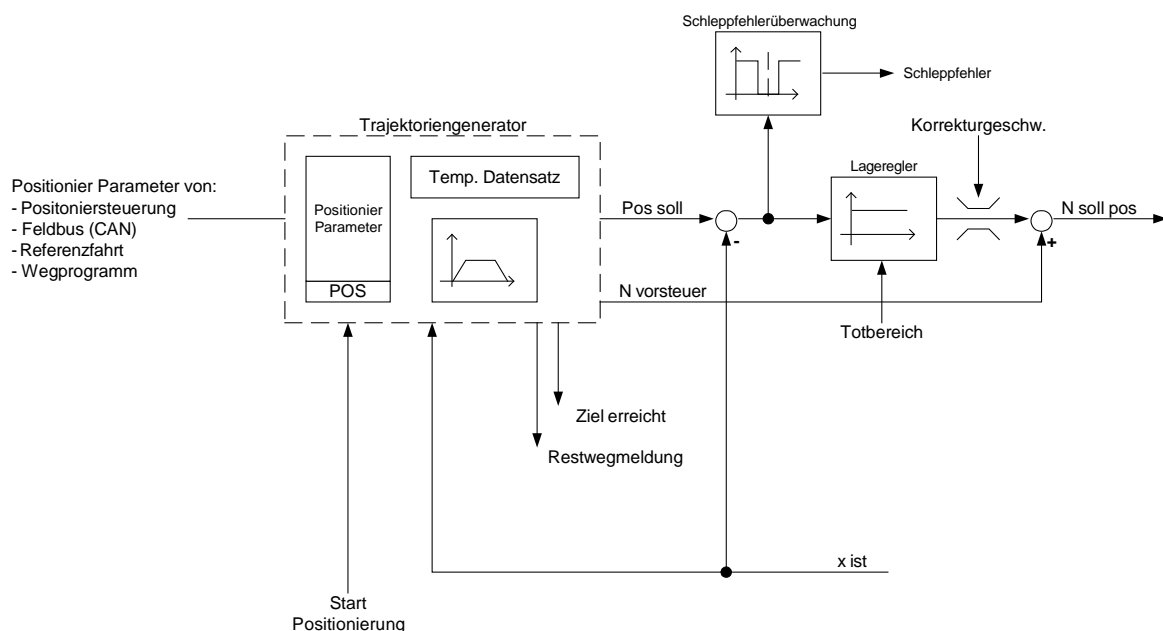 Schleppfehlerüberwachung
Schleppfehler
Trajektoriengenerator
Korrekturgeschw.
Positionier Parameter von:
- Positoniersteuerung
- Feldbus (CAN)
- Referenzfahrt
- Wegprogramm
Positionier
Parameter
POS
Temp. Datensatz
Pos soll
-
Lageregler
N soll pos
+
N vorsteuer
Totbereich
Ziel erreicht
Restwegmeldung
x ist
Start
Positionierung